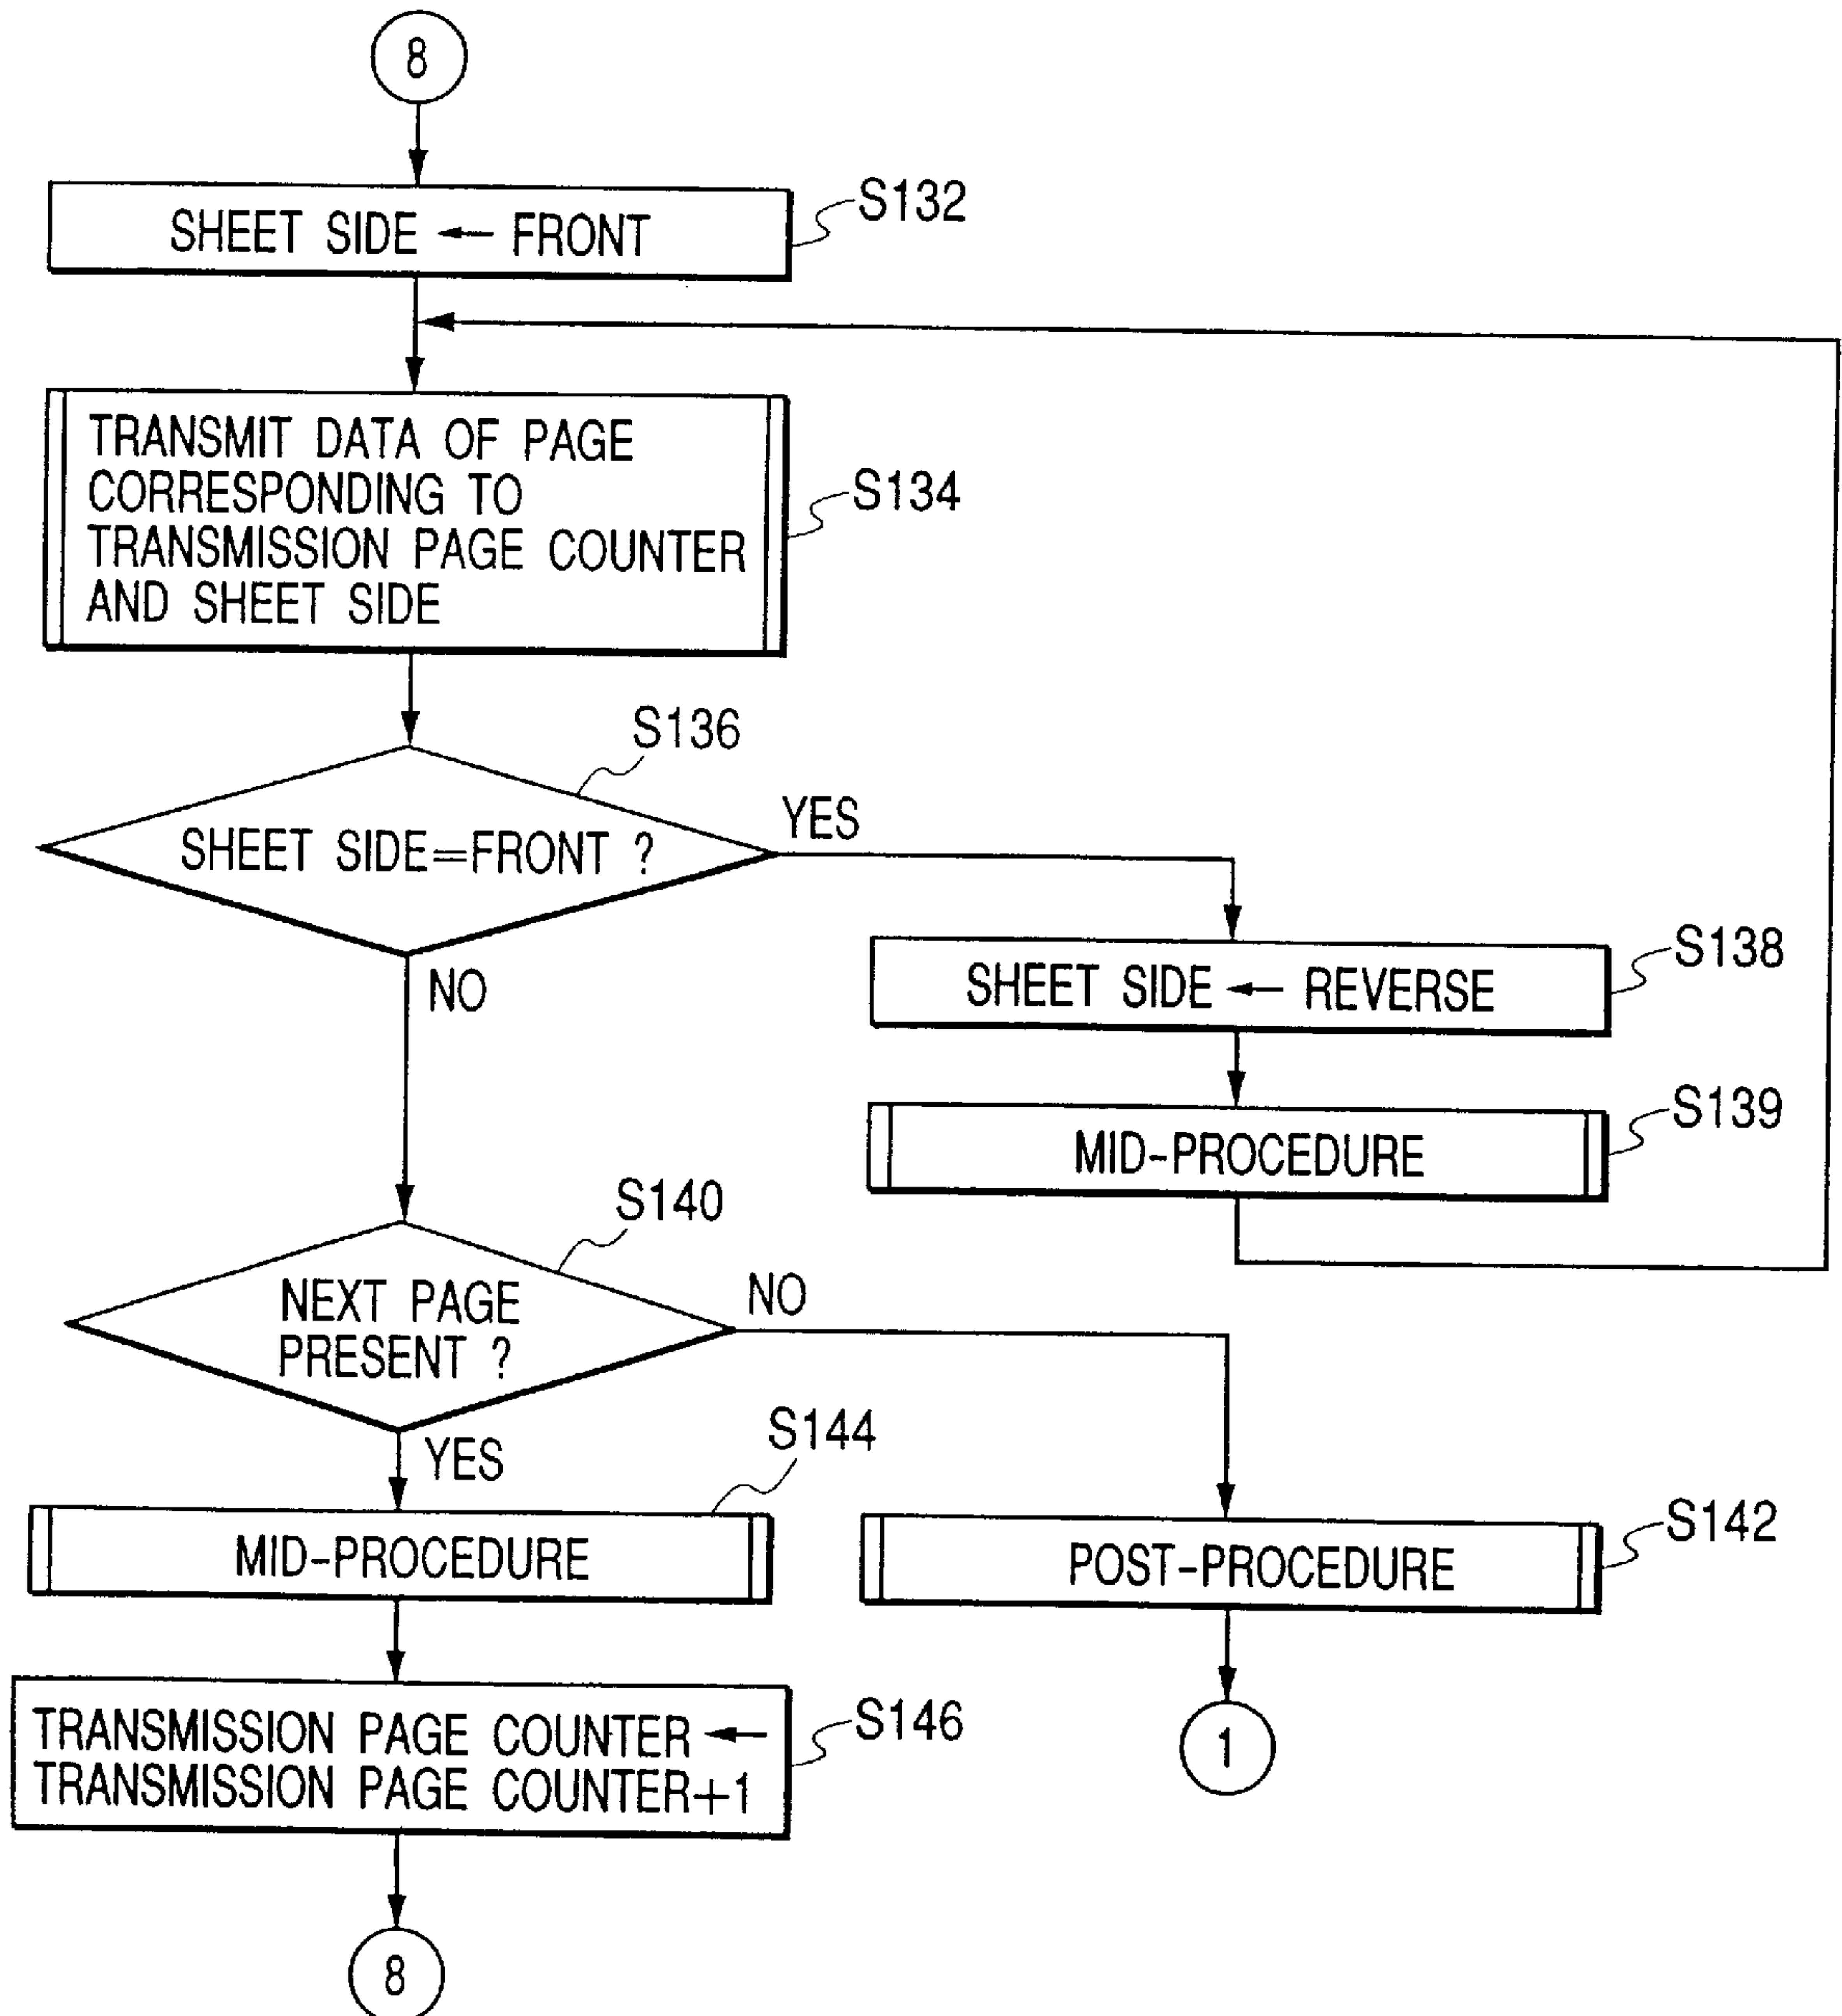 8
SHEET SIDE ← FRONT
S132
TRANSMIT DATA OF PAGE
CORRESPONDING TO
TRANSMISSION PAGE COUNTER
AND SHEET SIDE
S134
S136
SHEET SIDE=FRONT ?
YES
NO
SHEET SIDE ← REVERSE
S138
MID-PROCEDURE
S139
S140
NEXT PAGE
PRESENT ?
NO
YES
S144
MID-PROCEDURE
POST-PROCEDURE
S142
TRANSMISSION PAGE COUNTER ←
TRANSMISSION PAGE COUNTER+1
S146
1
8